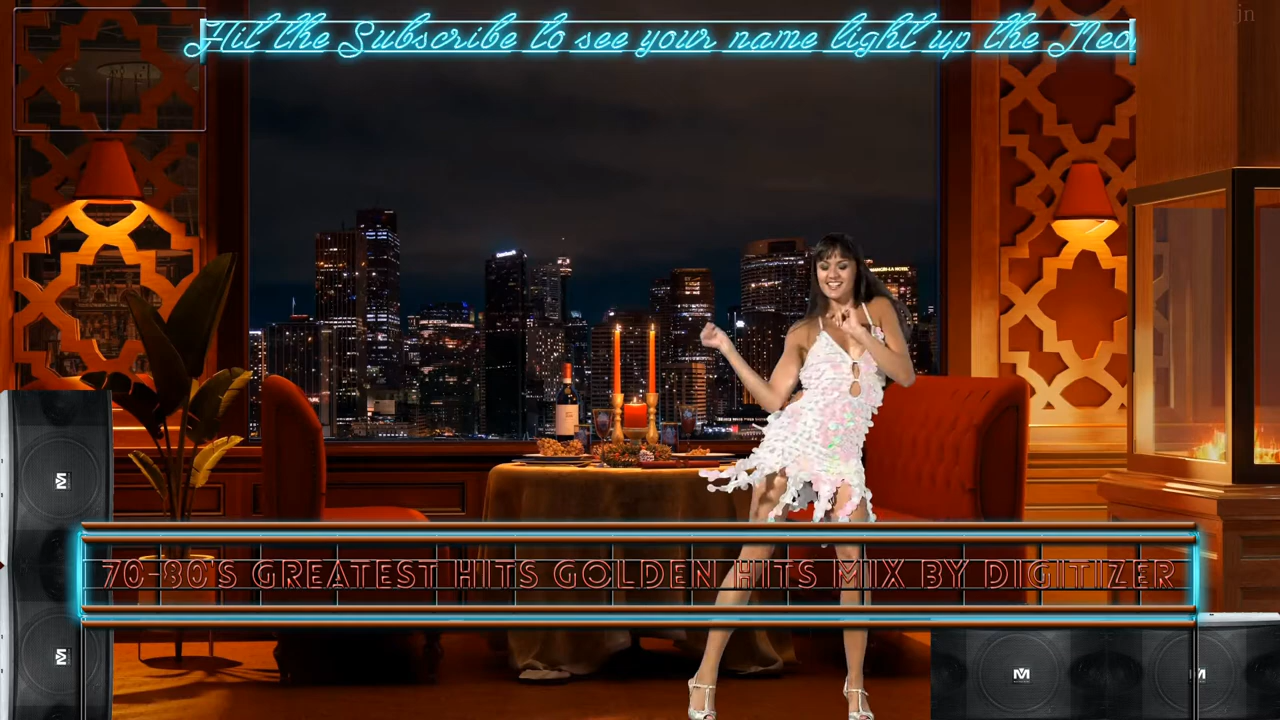 Hit the Subscribe to see your name light up the Neo
jn
70-80'S GREATEST HITS GOLDEN HITS MIX BY DIGITIZER